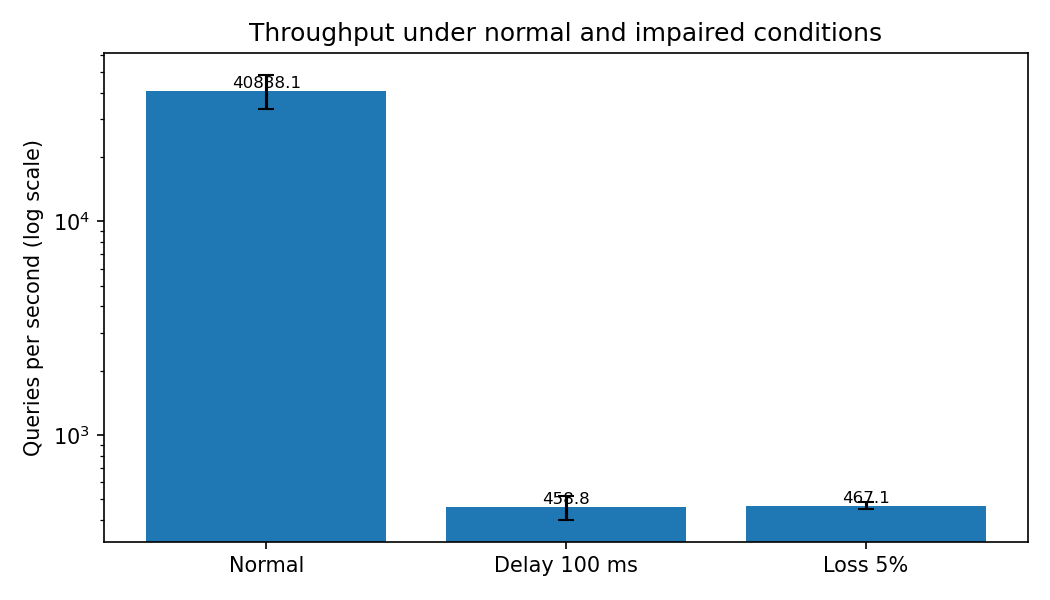 Throughput under normal and impaired conditions
Queries per second (log scale)
10⁴
10³
467.1
Normal
Delay 100 ms
Loss 5%